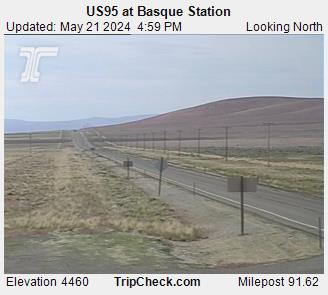 US95 at Basque Station
Updated: May 21 2024 4:59 PM Looking North
Elevation 4460 TripCheck.com Milepost 91.62